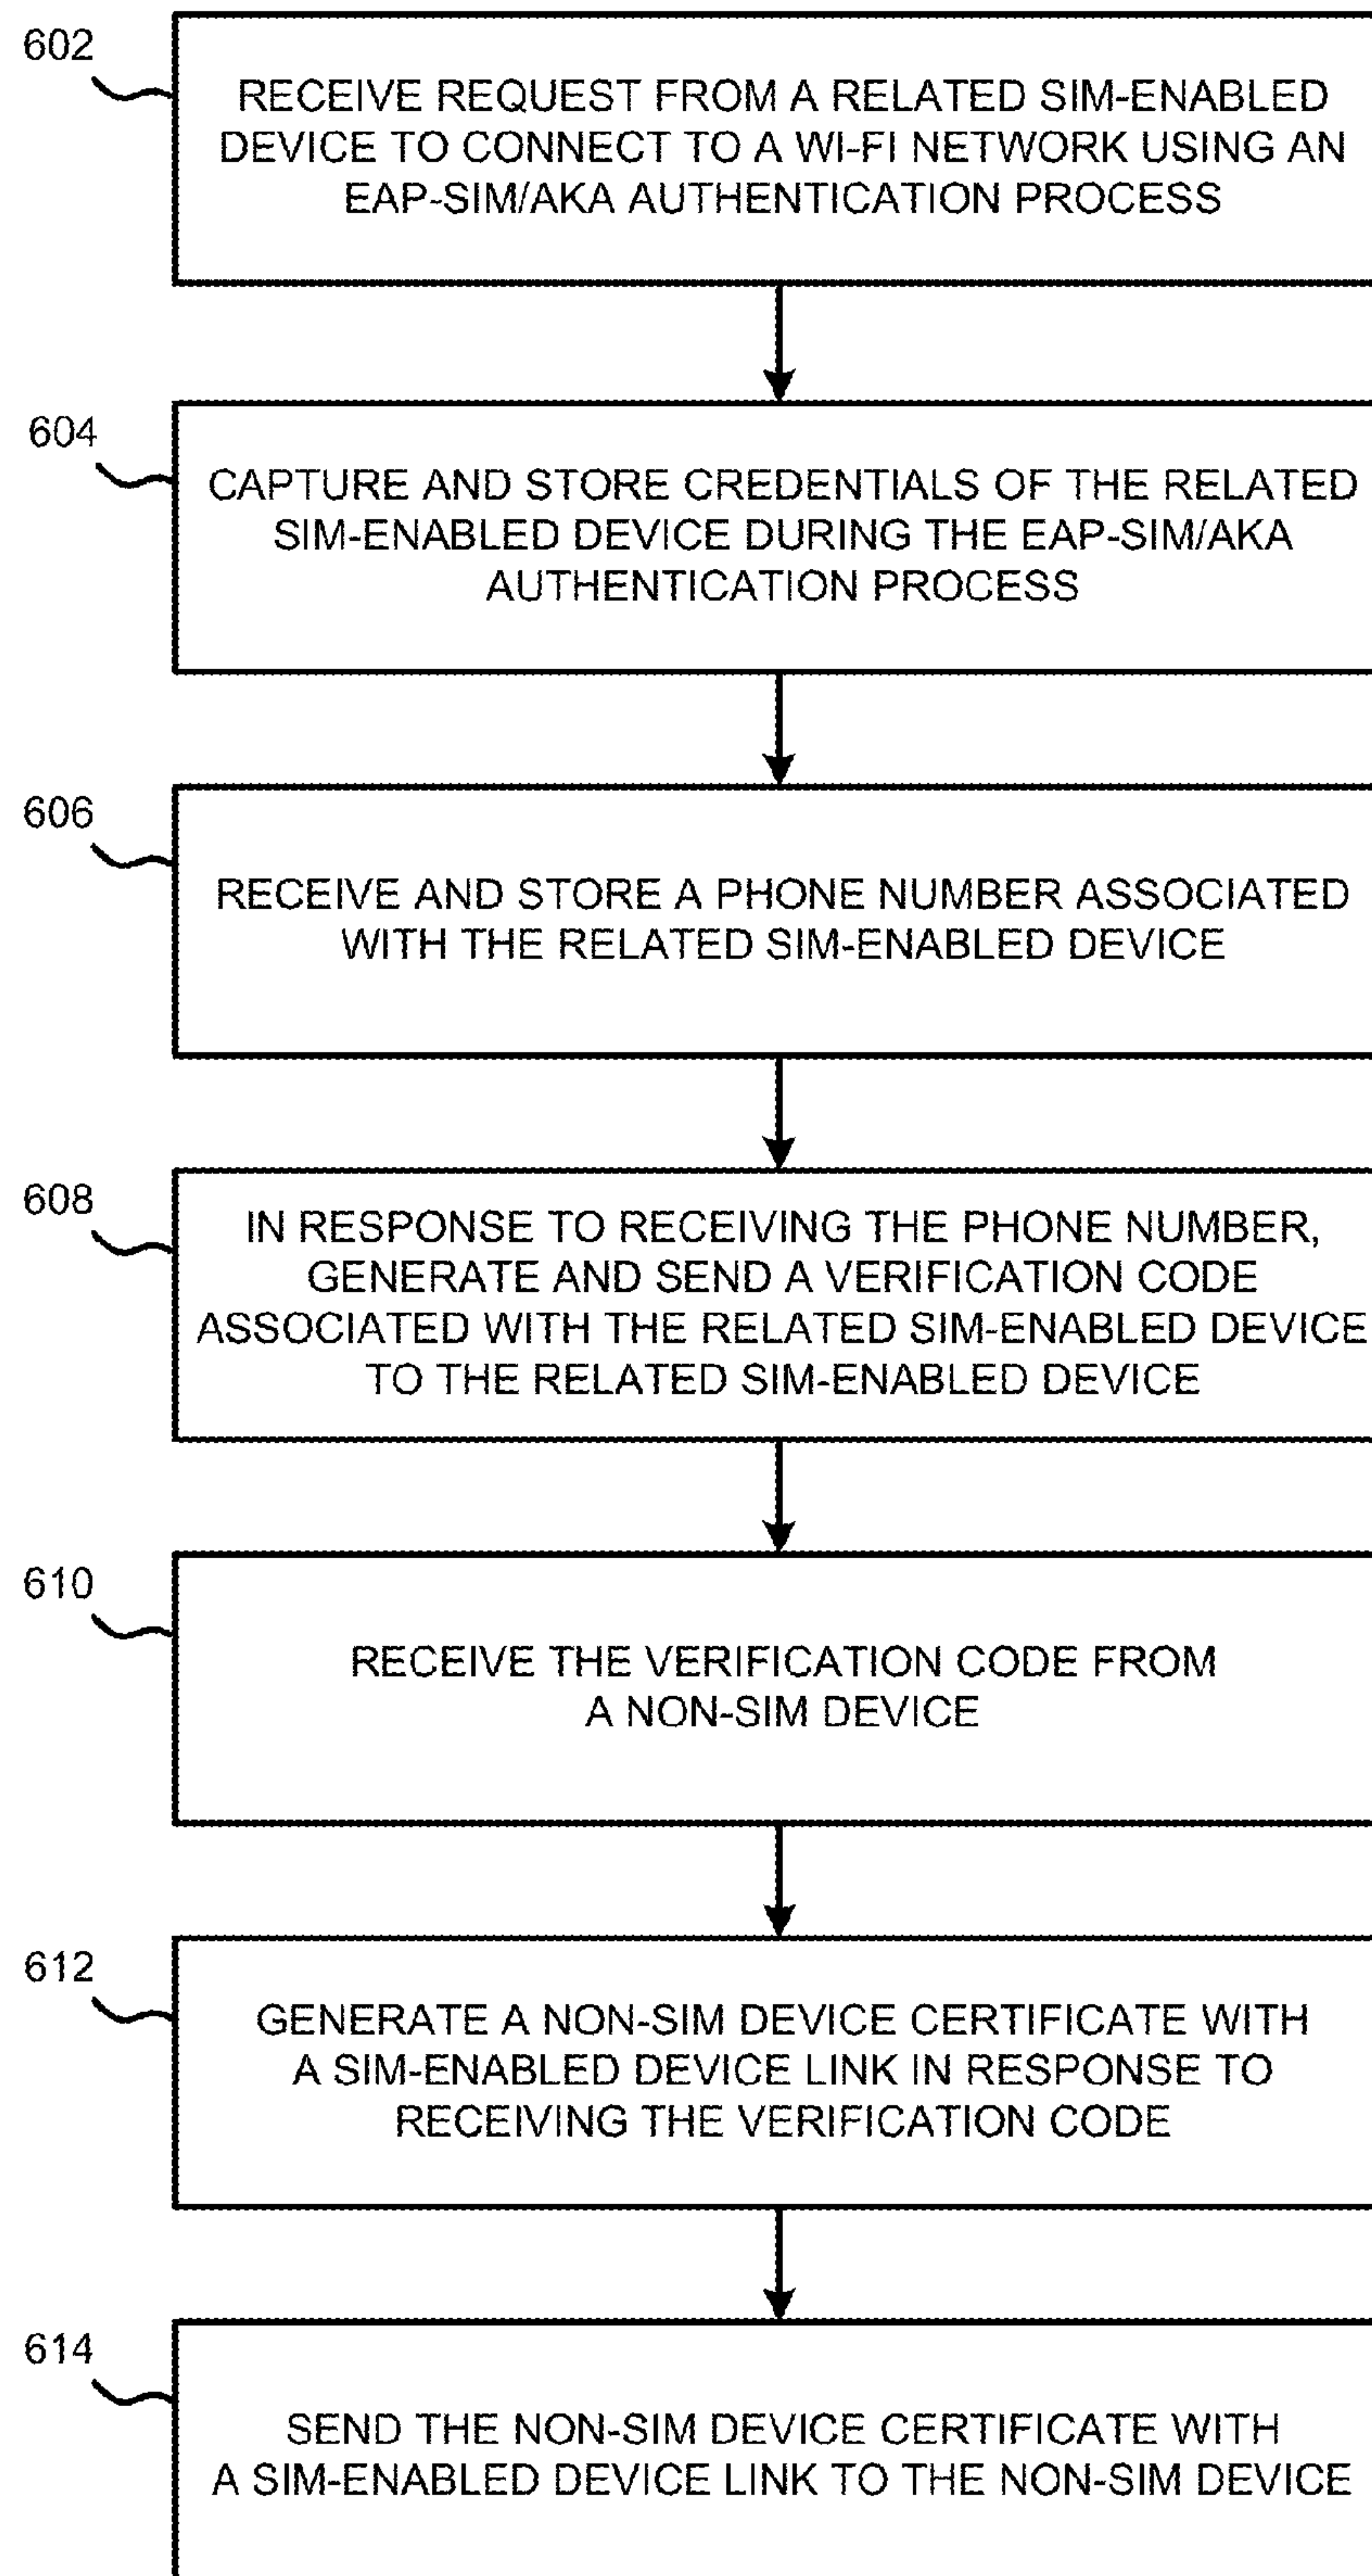 602
RECEIVE REQUEST FROM A RELATED SIM-ENABLED
DEVICE TO CONNECT TO A WI-FI NETWORK USING AN
EAP-SIM/AKA AUTHENTICATION PROCESS
604
CAPTURE AND STORE CREDENTIALS OF THE RELATED
SIM-ENABLED DEVICE DURING THE EAP-SIM/AKA
AUTHENTICATION PROCESS
606
RECEIVE AND STORE A PHONE NUMBER ASSOCIATED
WITH THE RELATED SIM-ENABLED DEVICE
608
IN RESPONSE TO RECEIVING THE PHONE NUMBER,
GENERATE AND SEND A VERIFICATION CODE
ASSOCIATED WITH THE RELATED SIM-ENABLED DEVICE
TO THE RELATED SIM-ENABLED DEVICE
610
RECEIVE THE VERIFICATION CODE FROM
A NON-SIM DEVICE
612
GENERATE A NON-SIM DEVICE CERTIFICATE WITH
A SIM-ENABLED DEVICE LINK IN RESPONSE TO
RECEIVING THE VERIFICATION CODE
614
SEND THE NON-SIM DEVICE CERTIFICATE WITH
A SIM-ENABLED DEVICE LINK TO THE NON-SIM DEVICE